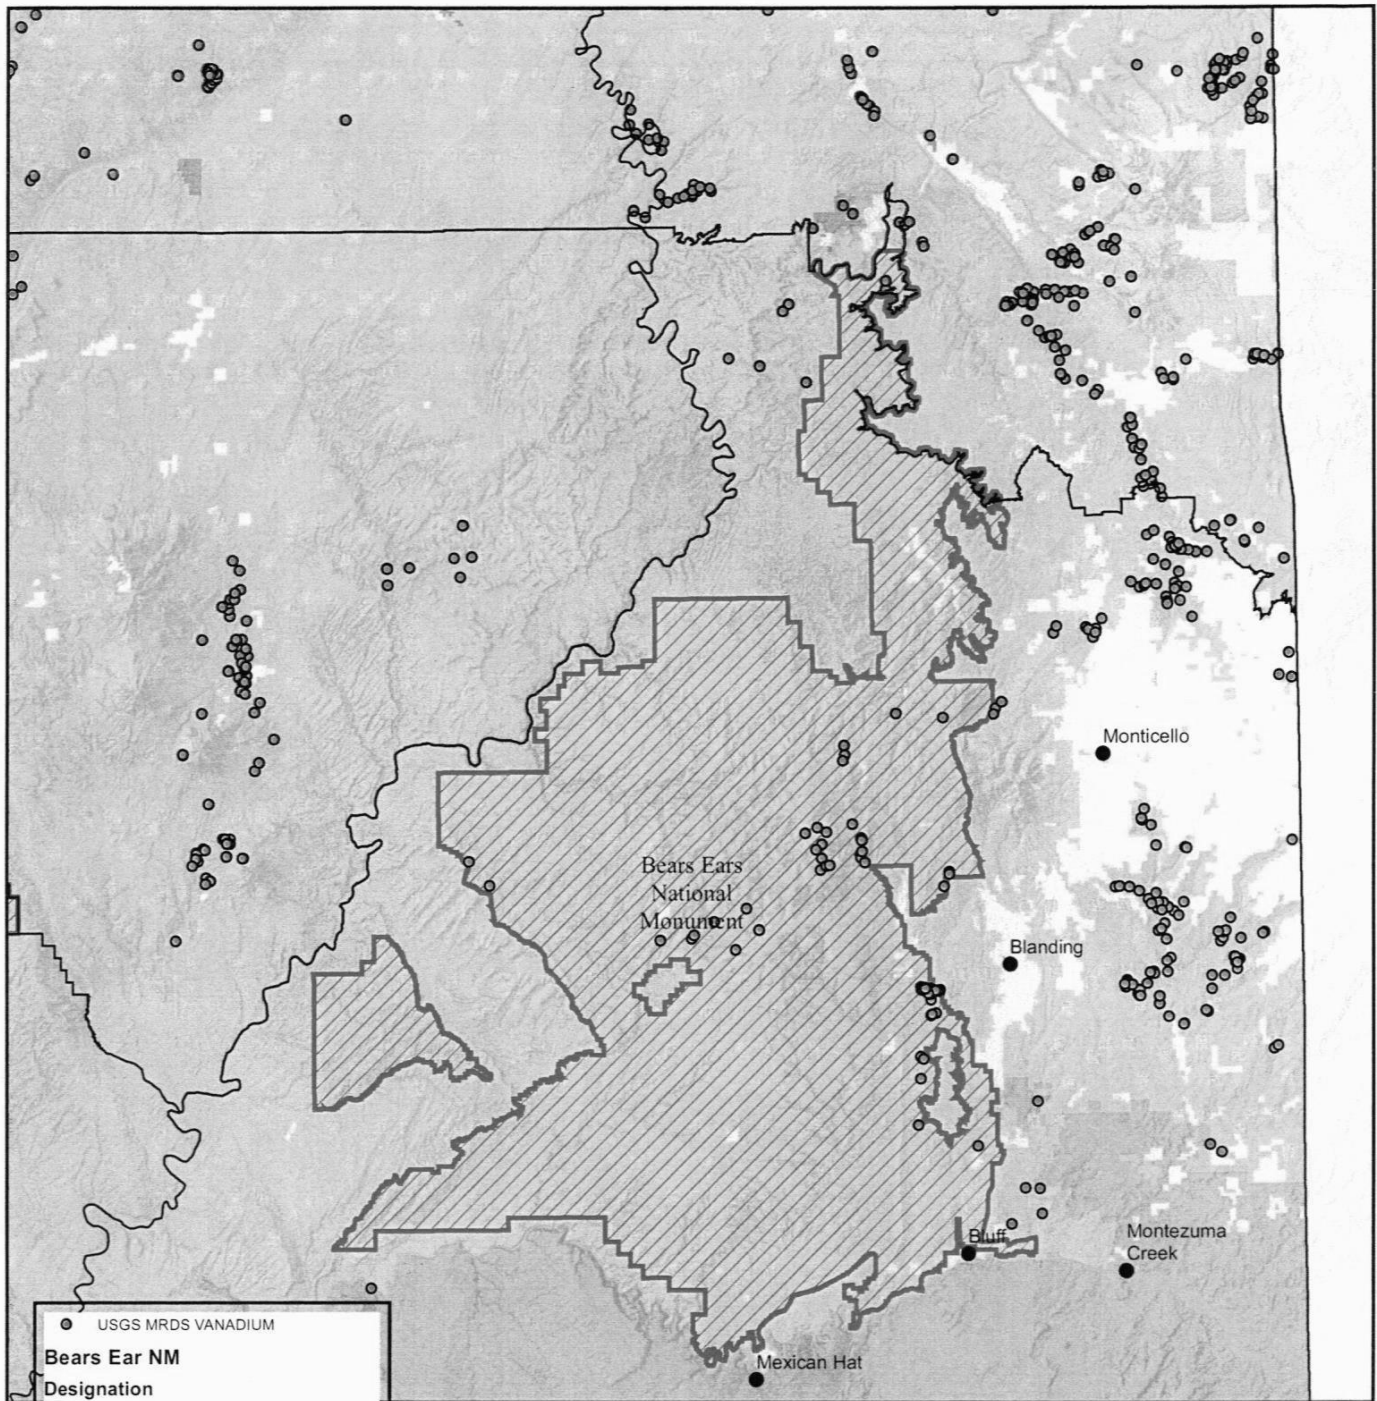 Monticello
Bears Ears
National
Monument
Blanding
Bluff
Montezuma
Creek
USGS MRDS VANADIUM
Bears Ear NM
Designation
Mexican Hat